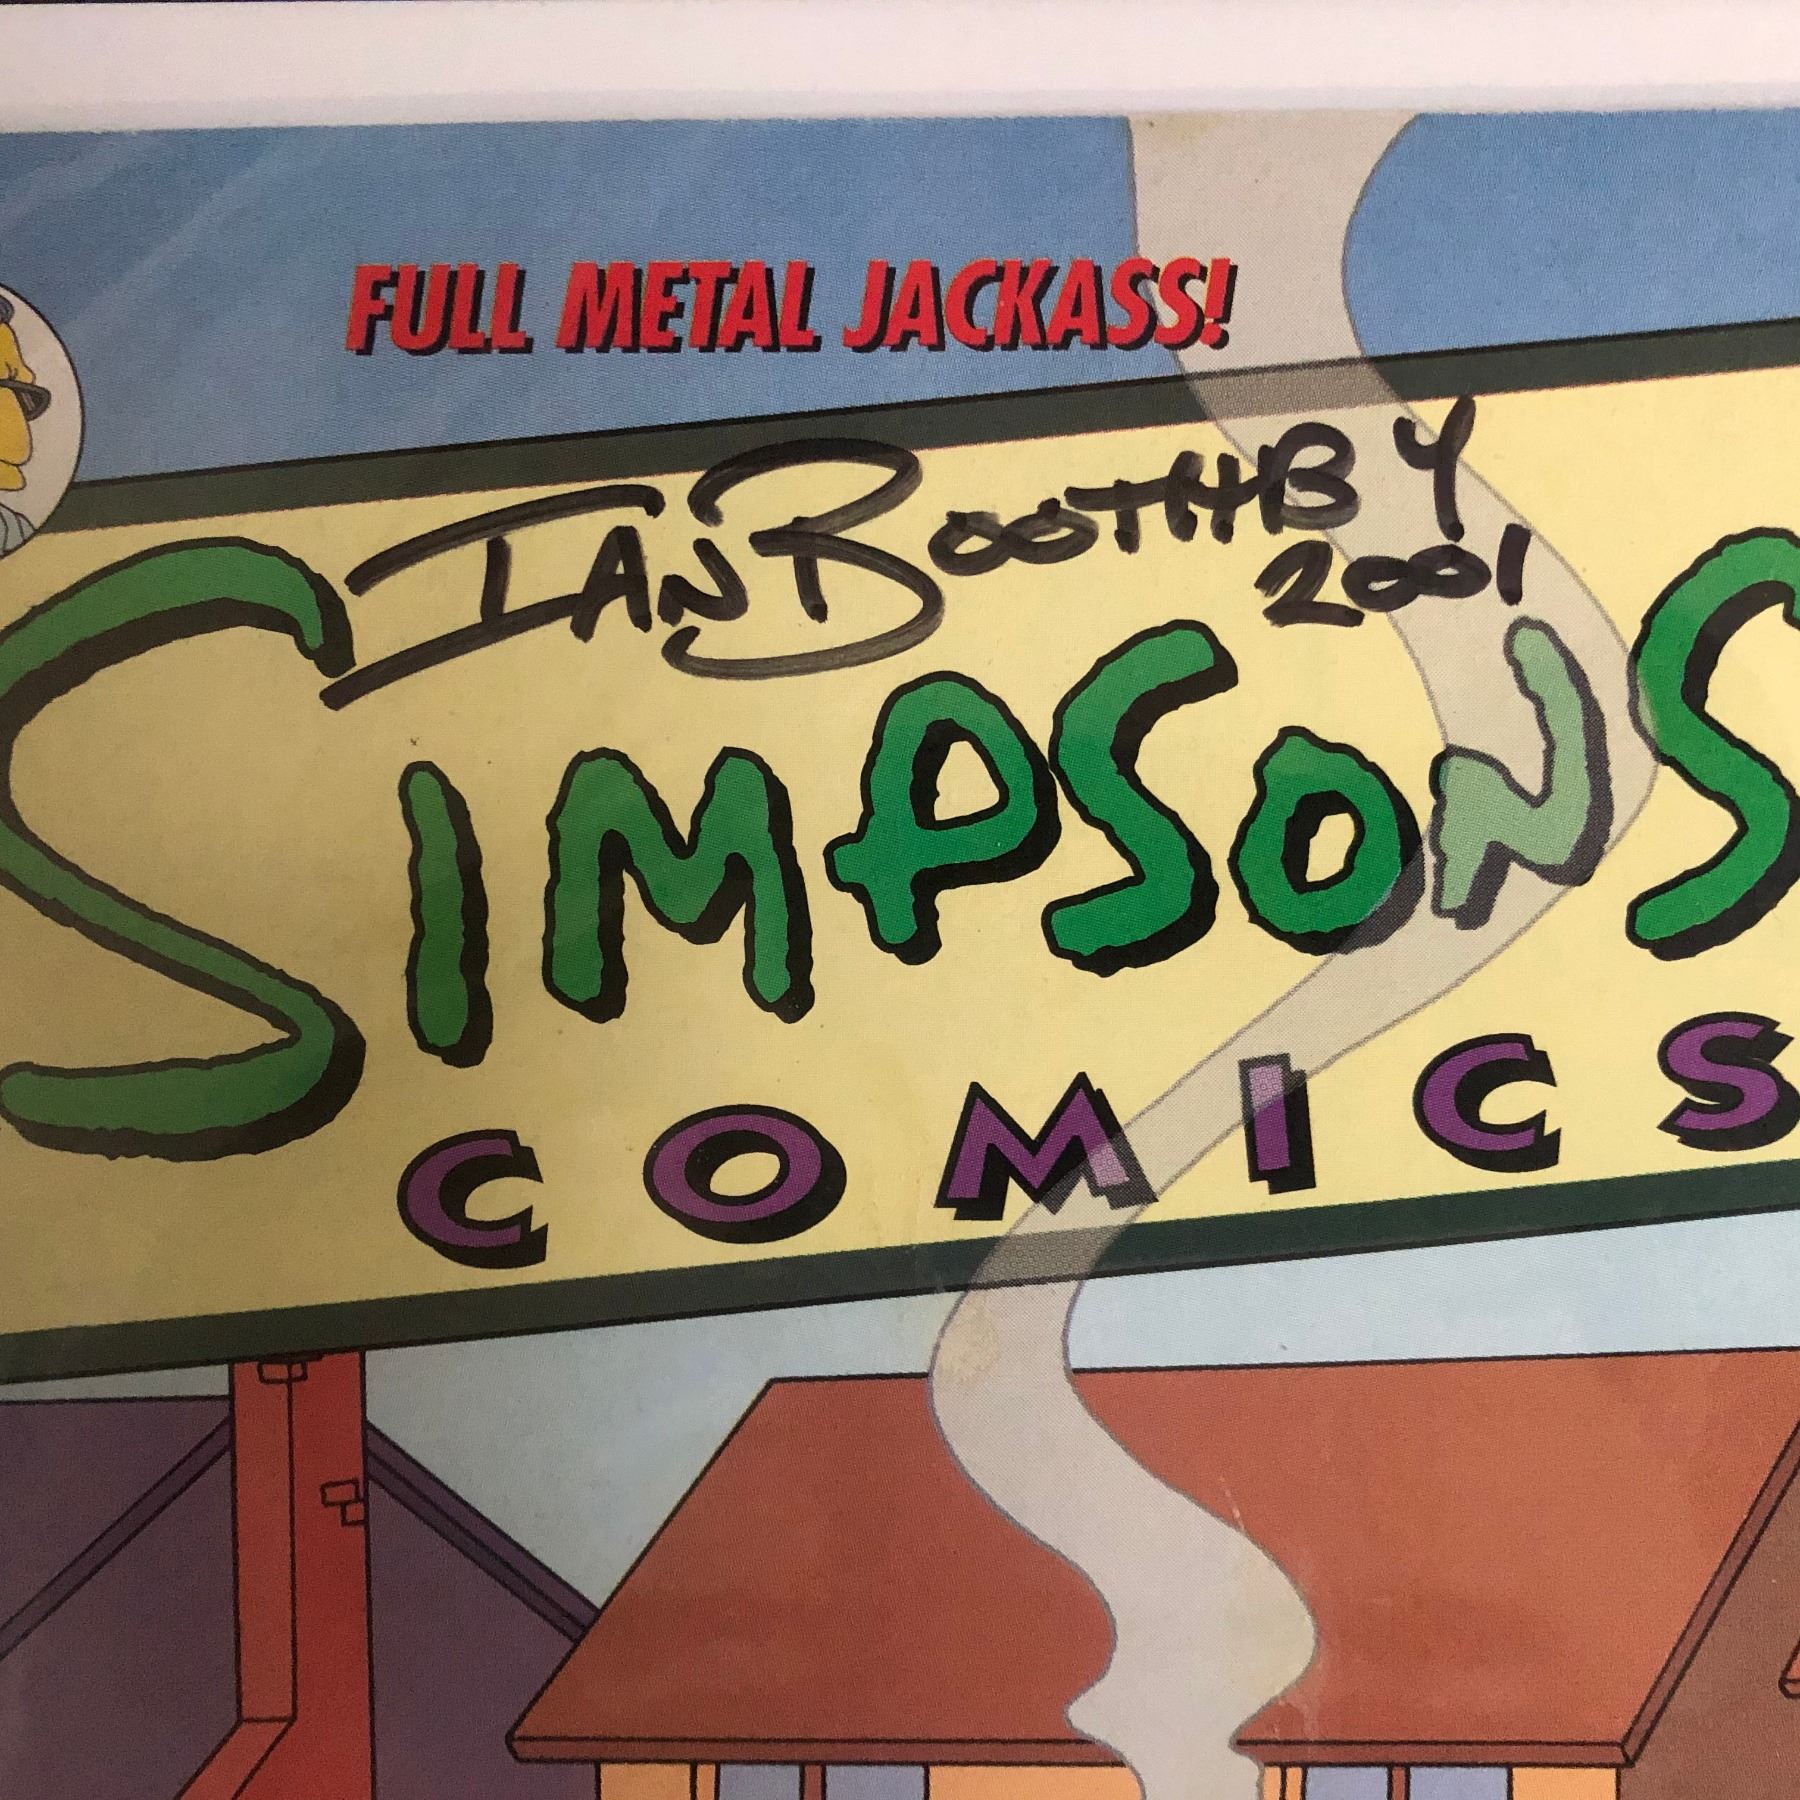 FULL METAL JACKASS!
IAN BOOTHBY
2001
SIMPSONS
COMICS